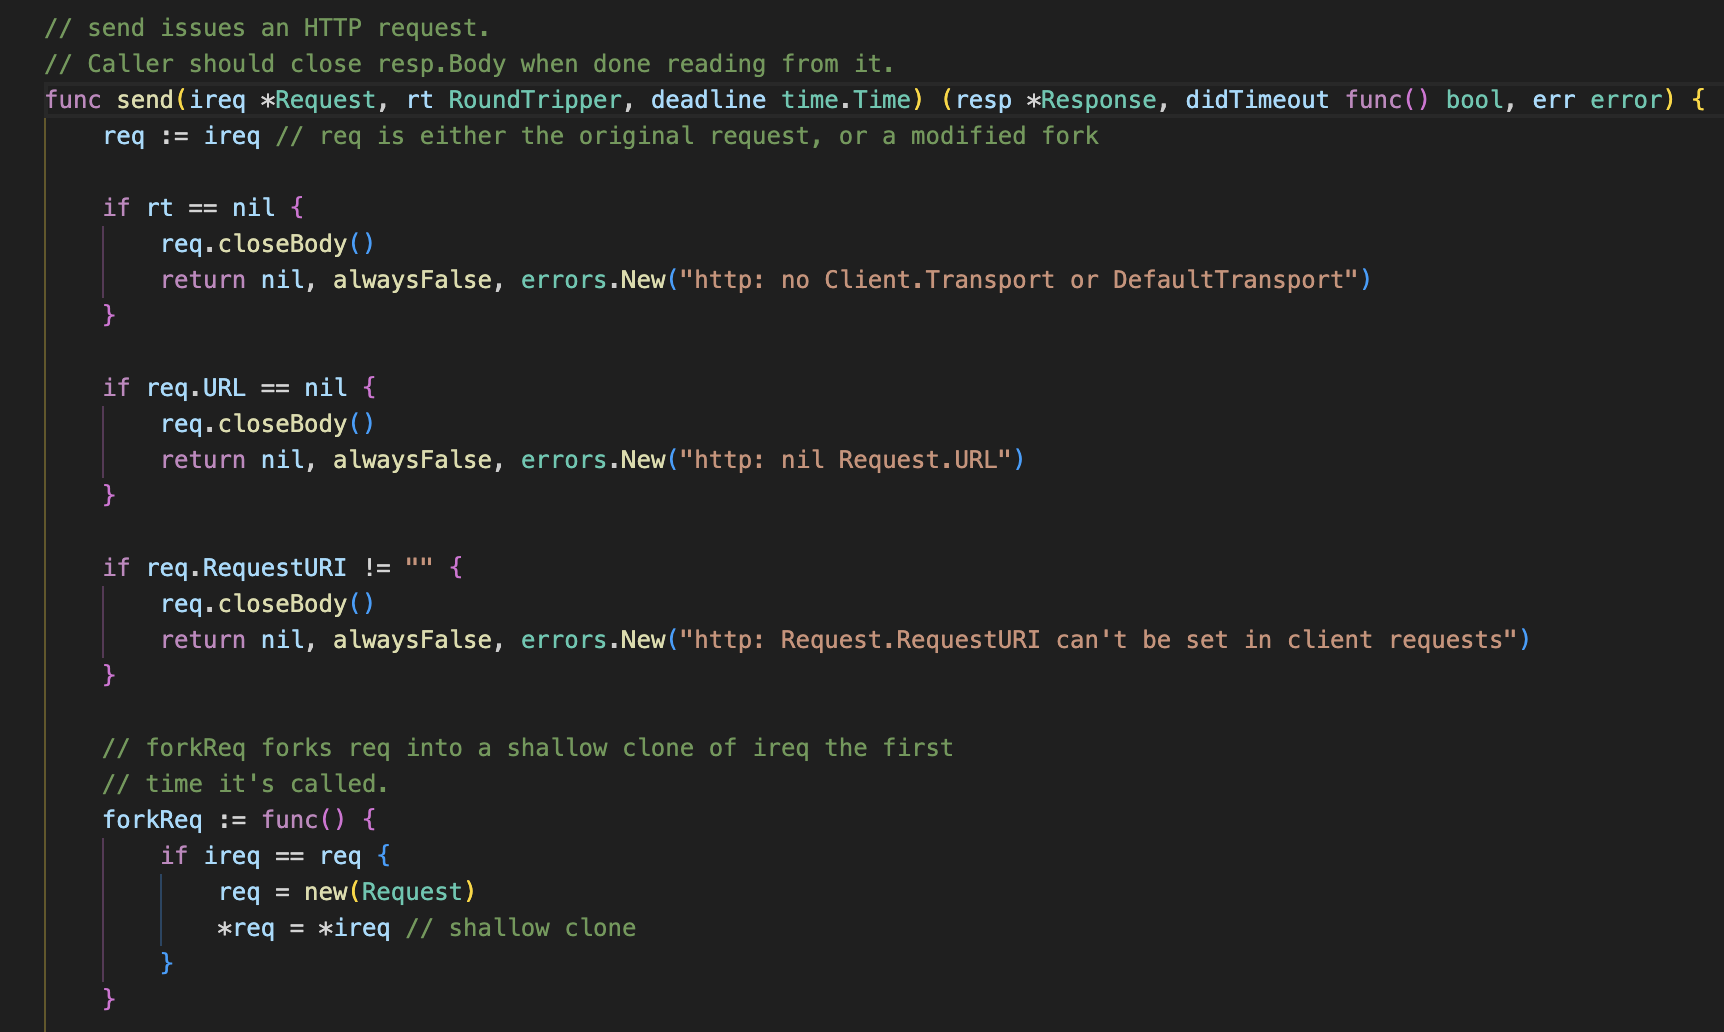 // send issues an HTTP request.
// Caller should close resp.Body when done reading from it.
func send(ireq *Request, rt RoundTripper, deadline time.Time) (resp *Response, didTimeout func() bool, err error) {
    req := ireq // req is either the original request, or a modified fork

    if rt == nil {
        req.closeBody()
        return nil, alwaysFalse, errors.New("http: no Client.Transport or DefaultTransport")
    }

    if req.URL == nil {
        req.closeBody()
        return nil, alwaysFalse, errors.New("http: nil Request.URL")
    }

    if req.RequestURI != "" {
        req.closeBody()
        return nil, alwaysFalse, errors.New("http: Request.RequestURI can't be set in client requests")
    }

    // forkReq forks req into a shallow clone of ireq the first
    // time it's called.
    forkReq := func() {
        if ireq == req {
            req = new(Request)
            *req = *ireq // shallow clone
        }
    }